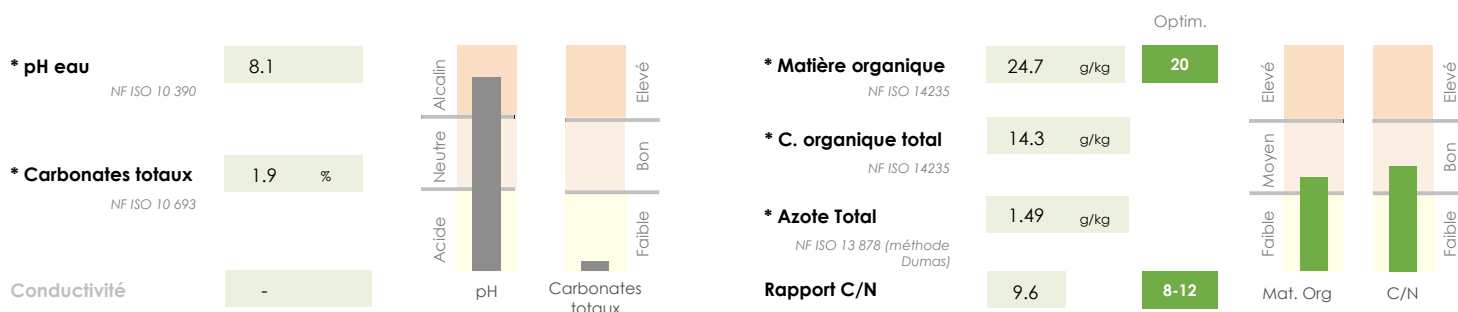 Optim.
* pH eau 8.1
NF ISO 10 390
* Carbonates totaux 1.9 %
NF ISO 10 693
Conductivité -
Alcalin
Neutre
Acide
Elevé
Bon
Faible
pH
Carbonates
totaux
* Matière organique 24.7 g/kg 20
NF ISO 14235
* C. organique total 14.3 g/kg
NF ISO 14235
* Azote Total 1.49 g/kg
NF ISO 13 878 (méthode
Dumas)
Rapport C/N 9.6 8-12
Elevé
Moyen
Faible
Elevé
Bon
Faible
Mat. Org
C/N